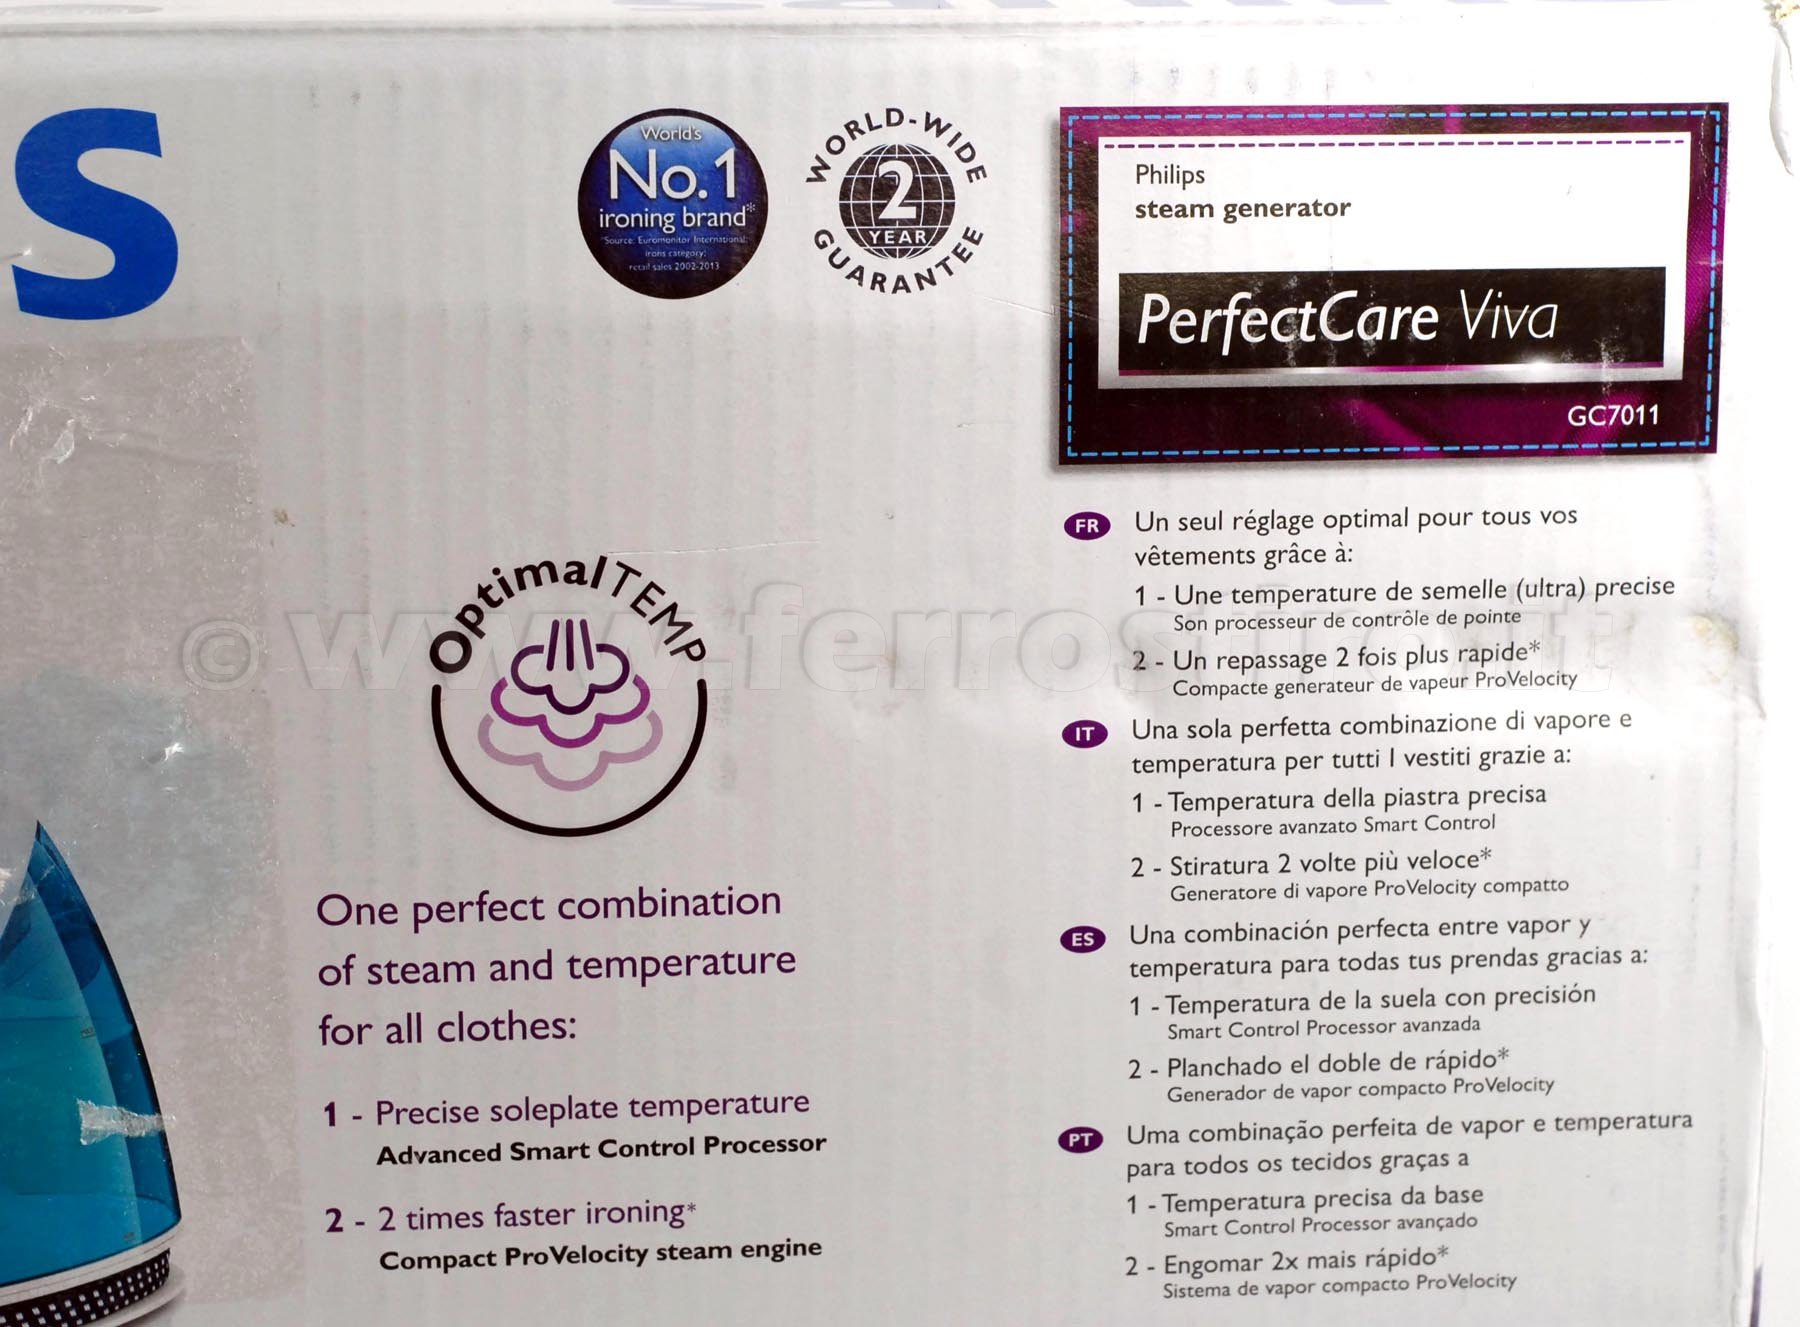 S
World's
No.1
ironing brand*
*Source: Euromonitor International:
irons category:
retail sales 2002-2013
WORLD-WIDE
2
YEAR
GUARANTEE
Philips
steam generator
PerfectCare Viva
GC7011
OptimalTEMP
One perfect combination
of steam and temperature
for all clothes:
1 - Precise soleplate temperature
Advanced Smart Control Processor
2 - 2 times faster ironing*
Compact ProVelocity steam engine
FR Un seul réglage optimal pour tous vos
vêtements grâce à:
1 - Une temperature de semelle (ultra) precise
Son processeur de contrôle de pointe
2 - Un repassage 2 fois plus rapide*
Compacte generateur de vapeur ProVelocity
IT Una sola perfetta combinazione di vapore e
temperatura per tutti I vestiti grazie a:
1 - Temperatura della piastra precisa
Processore avanzato Smart Control
2 - Stiratura 2 volte più veloce*
Generatore di vapore ProVelocity compatto
ES Una combinación perfecta entre vapor y
temperatura para todas tus prendas gracias a:
1 - Temperatura de la suela con precisión
Smart Control Processor avanzada
2 - Planchado el doble de rápido*
Generador de vapor compacto ProVelocity
PT Uma combinação perfeita de vapor e temperatura
para todos os tecidos graças a
1 - Temperatura precisa da base
Smart Control Processor avançado
2 - Engomar 2x mais rápido*
Sistema de vapor compacto ProVelocity
© www.ferrostiro.it